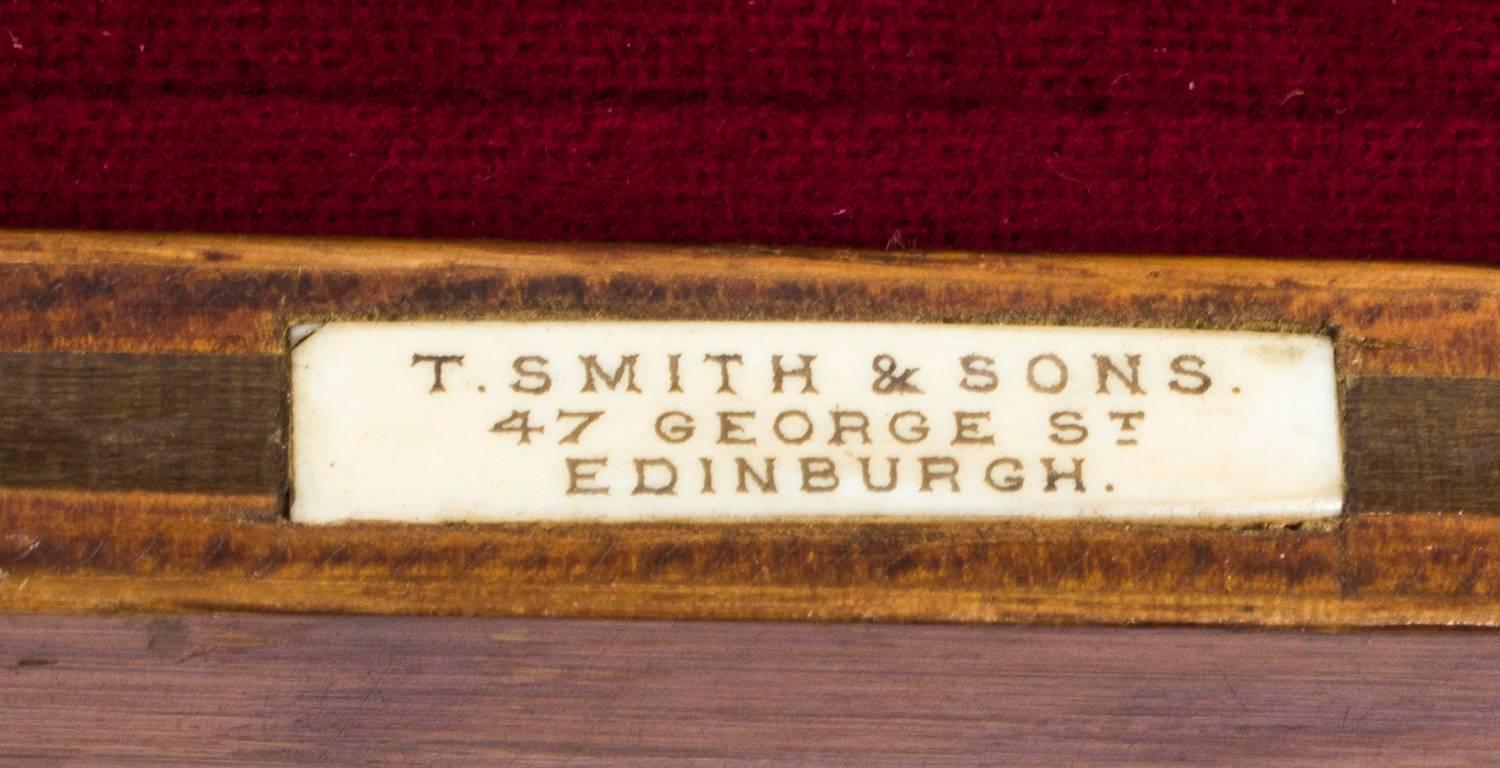 T. SMITH & SONS.
47 GEORGE ST
EDINBURGH.